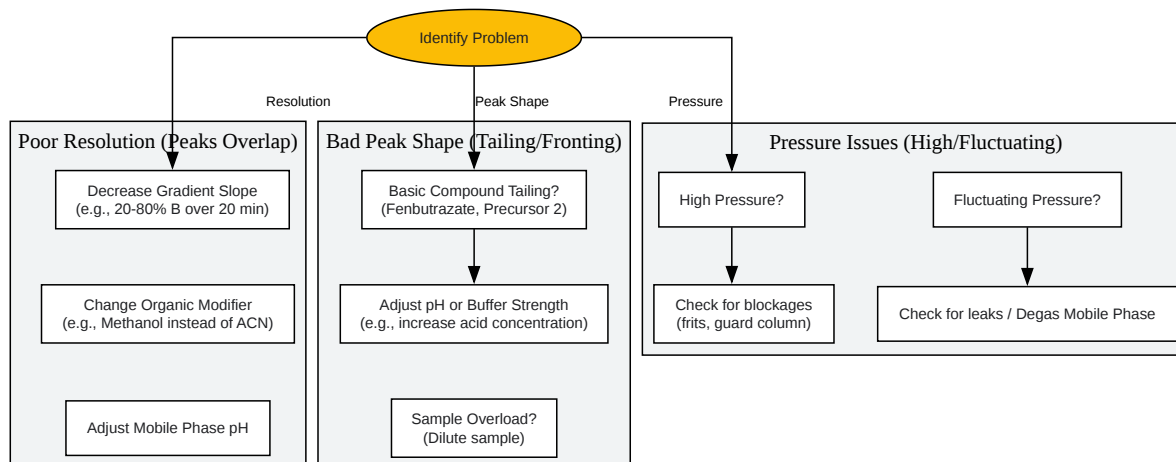 Identify Problem
Resolution
Peak Shape
Pressure
Poor Resolution (Peaks Overlap)
Decrease Gradient Slope
(e.g., 20-80% B over 20 min)
Change Organic Modifier
(e.g., Methanol instead of ACN)
Adjust Mobile Phase pH
Bad Peak Shape (Tailing/Fronting)
Basic Compound Tailing?
(Fenbutrazate, Precursor 2)
Adjust pH or Buffer Strength
(e.g., increase acid concentration)
Sample Overload?
(Dilute sample)
Pressure Issues (High/Fluctuating)
High Pressure?
Check for blockages
(frits, guard column)
Fluctuating Pressure?
Check for leaks / Degas Mobile Phase